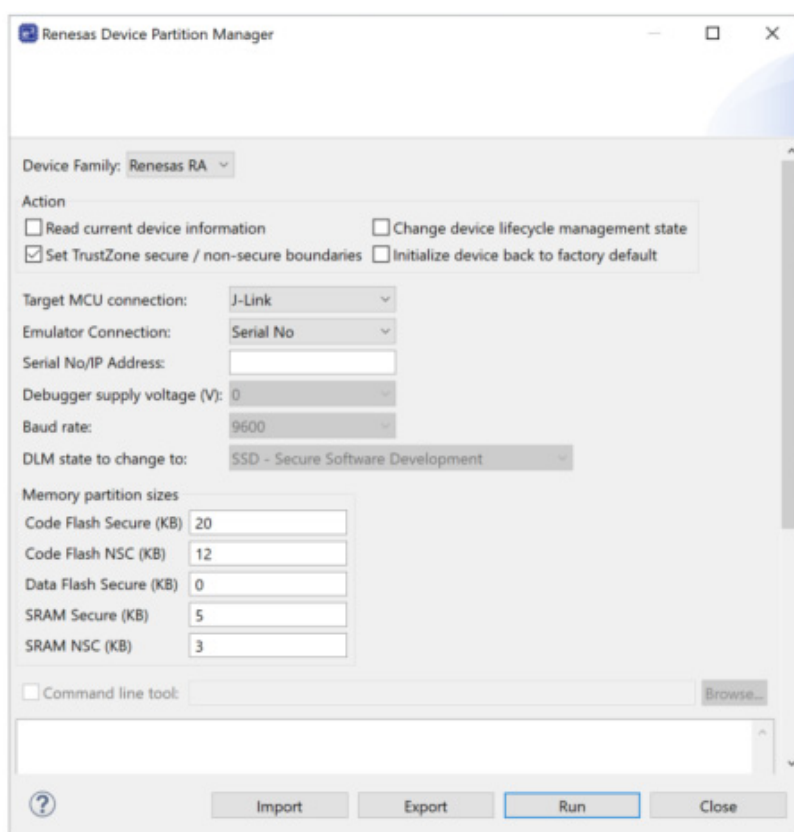 Renesas Device Partition Manager
Device Family: Renesas RA
Action
Read current device information
Change device lifecycle management state
Set TrustZone secure / non-secure boundaries
Initialize device back to factory default
Target MCU connection: J-Link
Emulator Connection: Serial No
Serial No/IP Address:
Debugger supply voltage (V): 0
Baud rate: 9600
DLM state to change to: SSD - Secure Software Development
Memory partition sizes
Code Flash Secure (KB) 20
Code Flash NSC (KB) 12
Data Flash Secure (KB) 0
SRAM Secure (KB) 5
SRAM NSC (KB) 3
Command line tool: Browse...
? Import Export Run Close